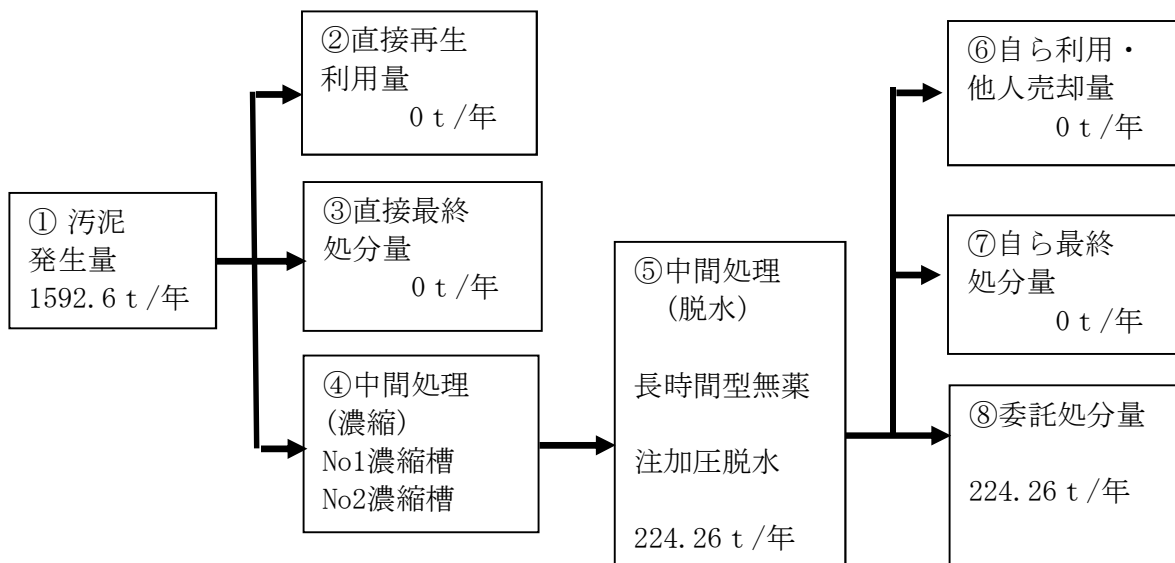 ① 汚泥
発生量
1592.6ｔ/年
②直接再生
利用量
0ｔ/年
③直接最終
処分量
0ｔ/年
④中間処理
(濃縮)
No1濃縮槽
No2濃縮槽
⑤中間処理
(脱水)
長時間型無薬
注加圧脱水
224.26ｔ/年
⑥自ら利用・
他人売却量
0ｔ/年
⑦自ら最終
処分量
0ｔ/年
⑧委託処分量
224.26ｔ/年